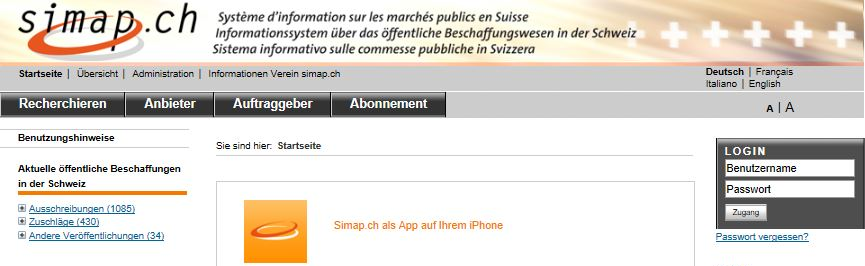 simap.ch
Système d'information sur les marchés publics en Suisse
Informationssystem über das öffentliche Beschaffungswesen in der Schweiz
Sistema informativo sulle commesse pubbliche in Svizzera
Startseite | Übersicht | Administration | Informationen Verein simap.ch
Deutsch | Français
Italiano | English
Recherchieren Anbieter Auftraggeber Abonnement
A | A
Benutzungshinweise
Aktuelle öffentliche Beschaffungen
in der Schweiz
Ausschreibungen (1085)
Zuschläge (430)
Andere Veröffentlichungen (34)
Sie sind hier: Startseite
Simap.ch als App auf Ihrem iPhone
LOGIN
Benutzername
Passwort
Zugang
Passwort vergessen?